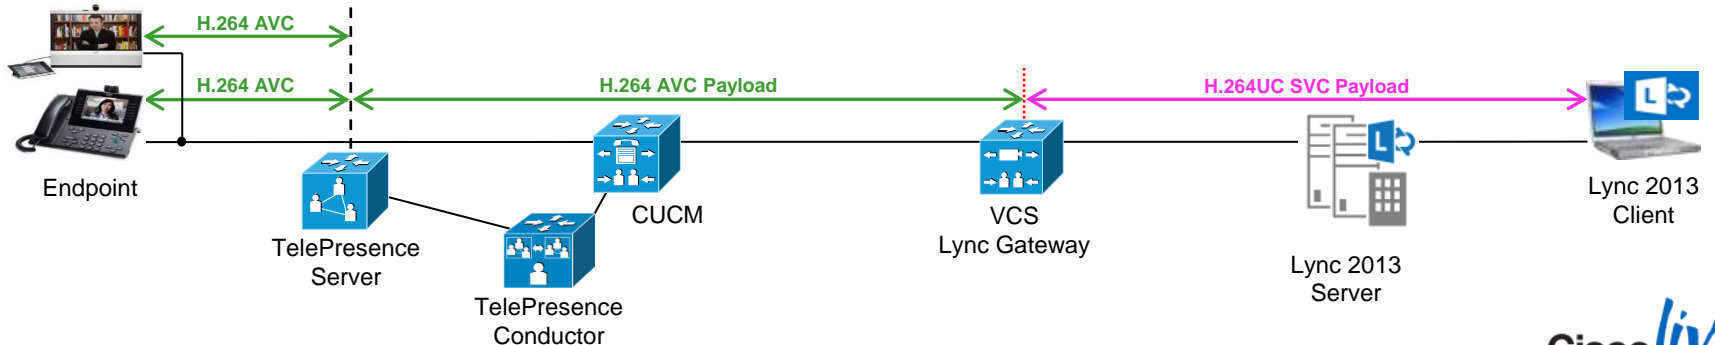 H.264 AVC
H.264 AVC
H.264 AVC Payload
H.264UC SVC Payload
Endpoint
TelePresence
Server
TelePresence
Conductor
CUCM
VCS
Lync Gateway
Lync 2013
Server
Lync 2013
Client